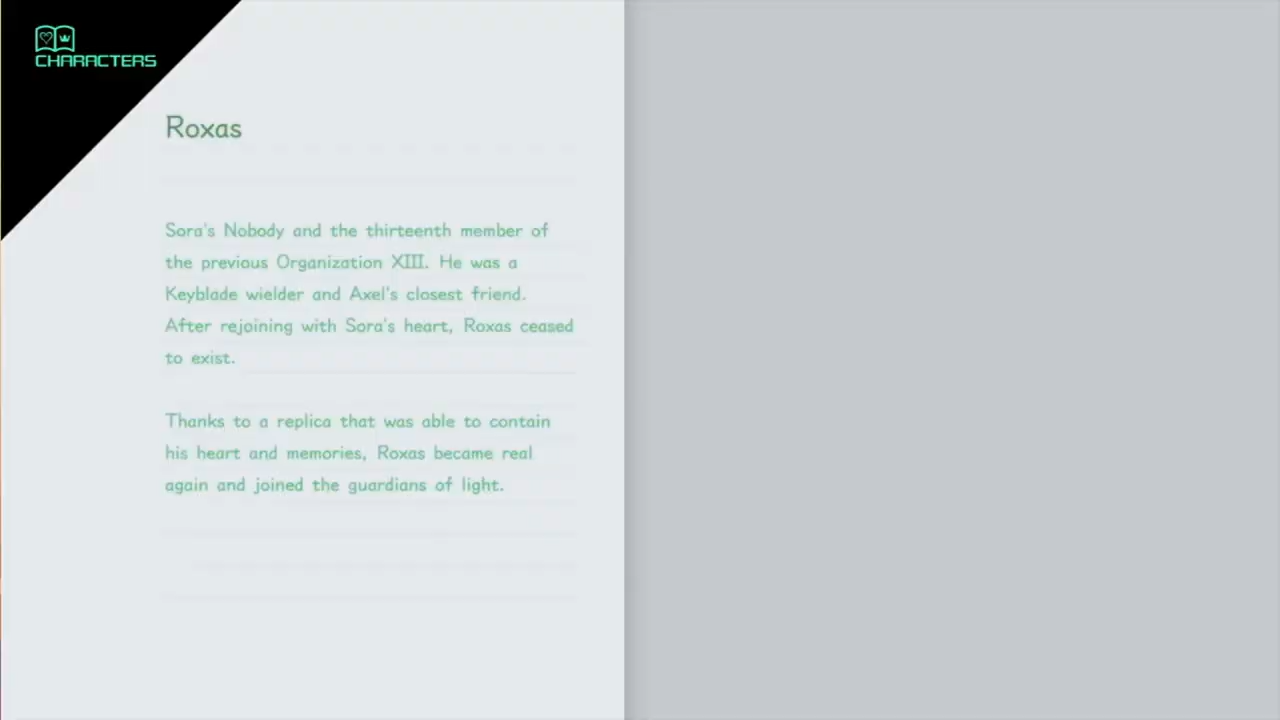 CHARACTERS
Roxas
Sora's Nobody and the thirteenth member of
the previous Organization XIII. He was a
Keyblade wielder and Axel's closest friend.
After rejoining with Sora's heart, Roxas ceased
to exist.
Thanks to a replica that was able to contain
his heart and memories, Roxas became real
again and joined the guardians of light.